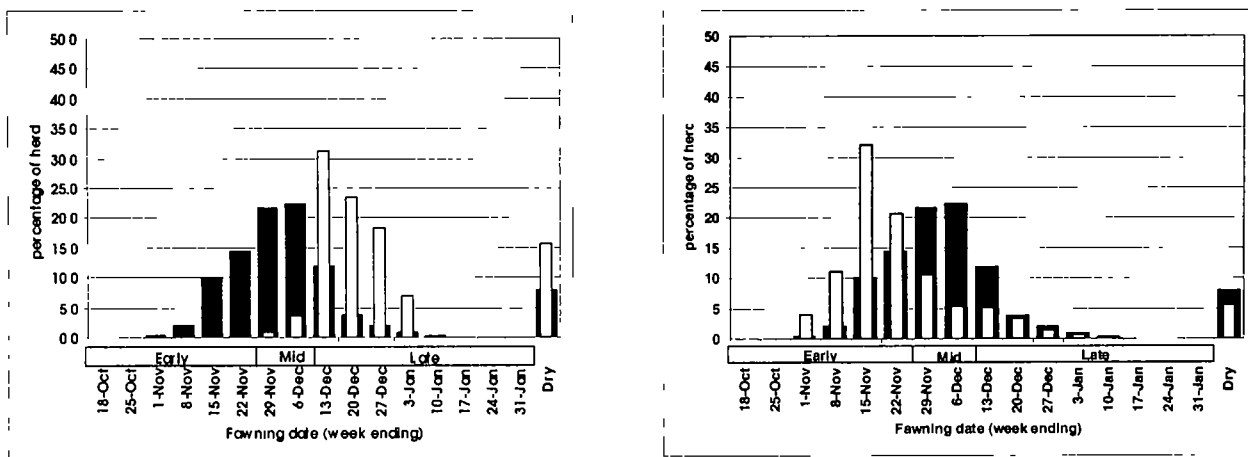 50 0
45 0
40 0
35 0
30 0
25 0
20 0
15 0
10 0
5 0
0 0
percentage of herd
Early Mid Late
18-Oct
25-Oct
1-Nov
8-Nov
15-Nov
22-Nov
29-Nov
6-Dec
13-Dec
20-Dec
27-Dec
3-Jan
10-Jan
17-Jan
24-Jan
31-Jan
Dry
Fawning date (week ending)
50
45
40
35
30
25
20
15
10
5
0
percentage of herd
Early Mid Late
18-Oct
25-Oct
1-Nov
8-Nov
15-Nov
22-Nov
29-Nov
6-Dec
13-Dec
20-Dec
27-Dec
3-Jan
10-Jan
17-Jan
24-Jan
31-Jan
Dry
Fawning date (week ending)